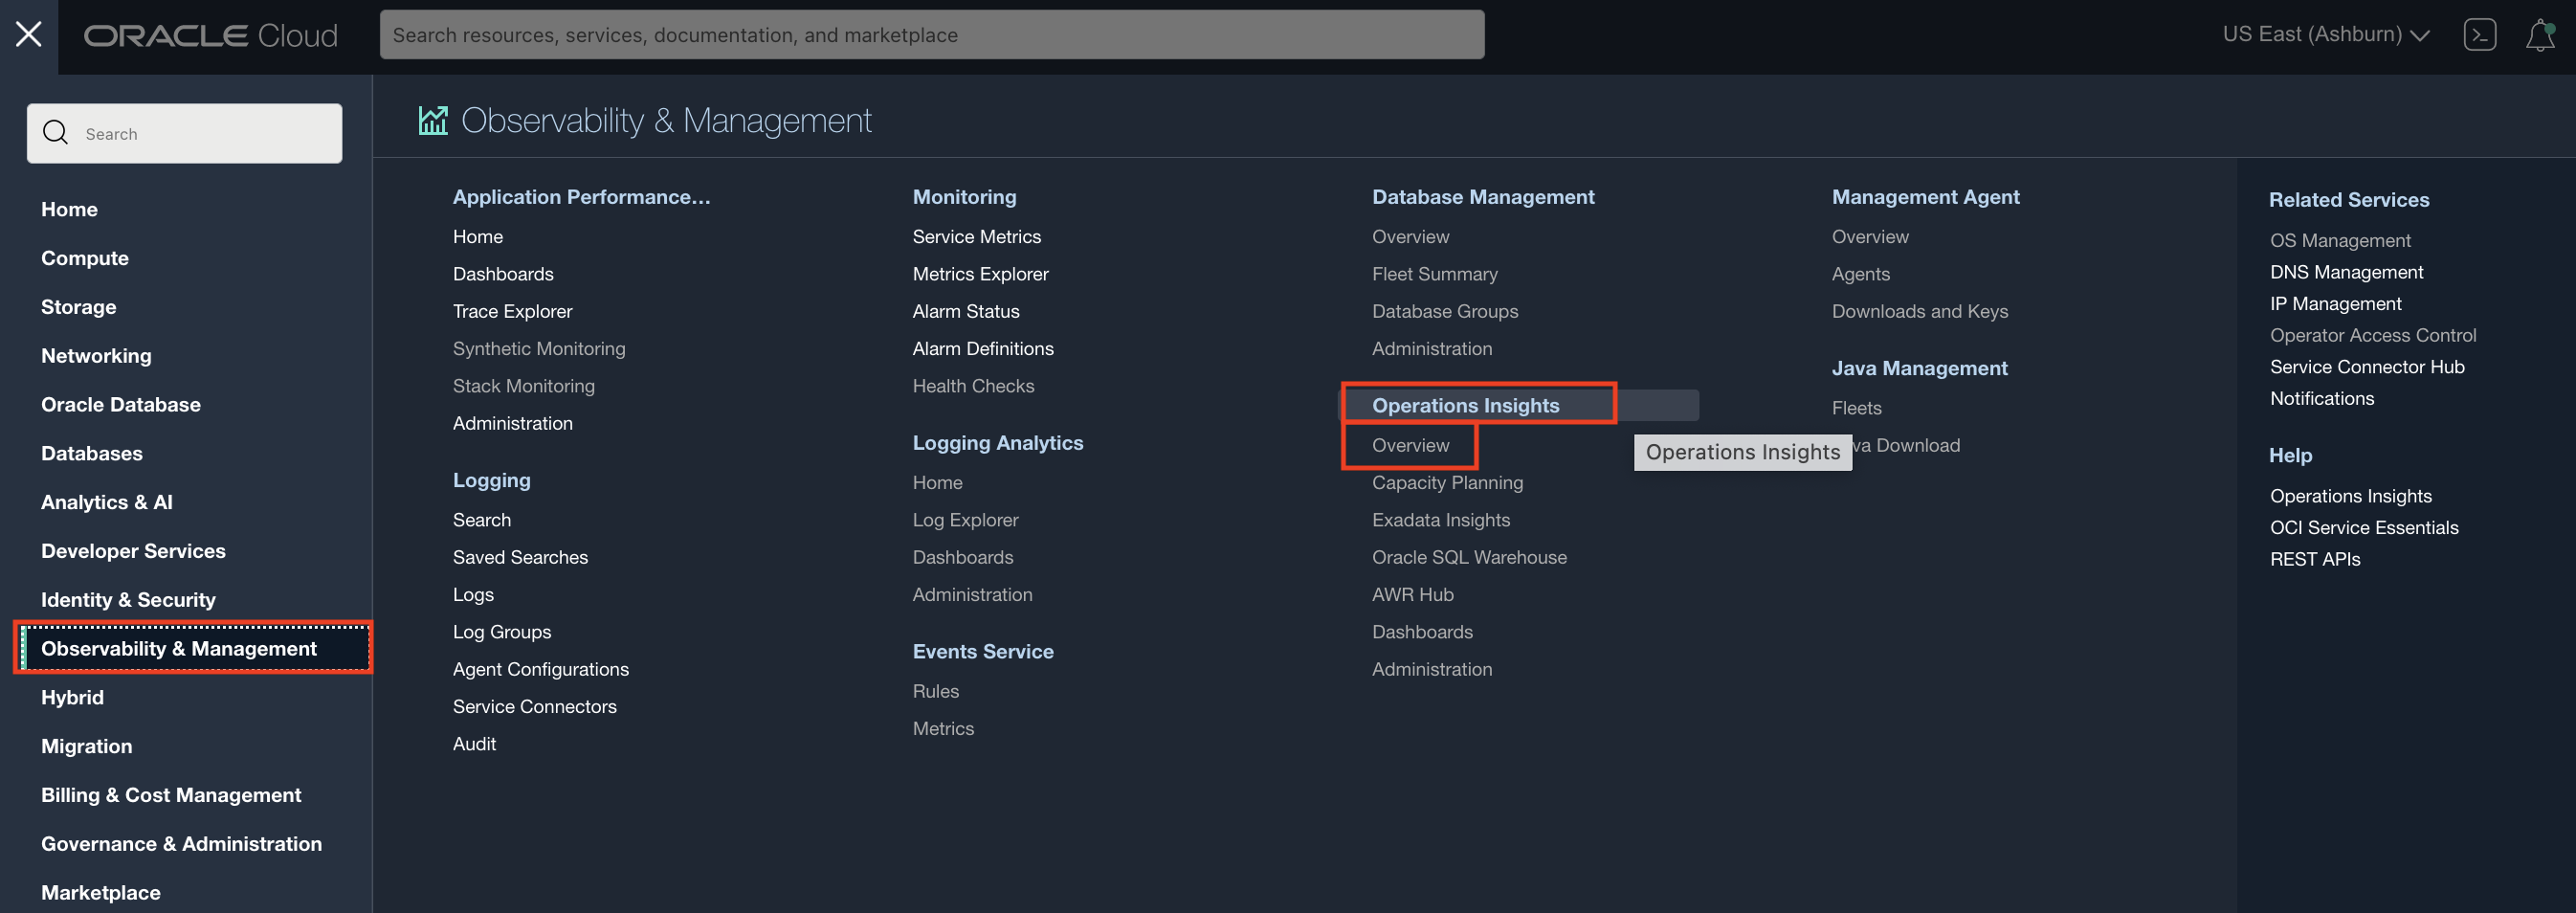 ORACLE Cloud
Search resources, services, documentation, and marketplace
US East (Ashburn)
Search
Home
Compute
Storage
Networking
Oracle Database
Databases
Analytics & AI
Developer Services
Identity & Security
Observability & Management
Hybrid
Migration
Billing & Cost Management
Governance & Administration
Marketplace
Observability & Management
Application Performance...
Home
Dashboards
Trace Explorer
Synthetic Monitoring
Stack Monitoring
Administration
Logging
Search
Saved Searches
Logs
Log Groups
Agent Configurations
Service Connectors
Audit
Monitoring
Service Metrics
Metrics Explorer
Alarm Status
Alarm Definitions
Health Checks
Logging Analytics
Home
Log Explorer
Dashboards
Administration
Events Service
Rules
Metrics
Database Management
Overview
Fleet Summary
Database Groups
Administration
Operations Insights
Overview
Capacity Planning
Exadata Insights
Oracle SQL Warehouse
AWR Hub
Dashboards
Administration
Operations Insights
Management Agent
Overview
Agents
Downloads and Keys
Java Management
Fleets
va Download
Related Services
OS Management
DNS Management
IP Management
Operator Access Control
Service Connector Hub
Notifications
Help
Operations Insights
OCI Service Essentials
REST APIs